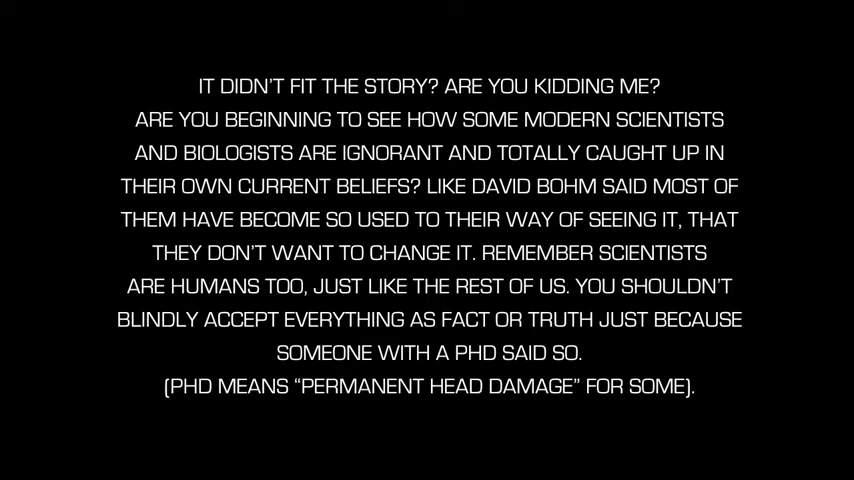 IT DIDN'T FIT THE STORY? ARE YOU KIDDING ME?
ARE YOU BEGINNING TO SEE HOW SOME MODERN SCIENTISTS
AND BIOLOGISTS ARE IGNORANT AND TOTALLY CAUGHT UP IN
THEIR OWN CURRENT BELIEFS? LIKE DAVID BOHM SAID MOST OF
THEM HAVE BECOME SO USED TO THEIR WAY OF SEEING IT, THAT
THEY DON'T WANT TO CHANGE IT. REMEMBER SCIENTISTS
ARE HUMANS TOO, JUST LIKE THE REST OF US. YOU SHOULDN'T
BLINDLY ACCEPT EVERYTHING AS FACT OR TRUTH JUST BECAUSE
SOMEONE WITH A PHD SAID SO.
(PHD MEANS “PERMANENT HEAD DAMAGE” FOR SOME).